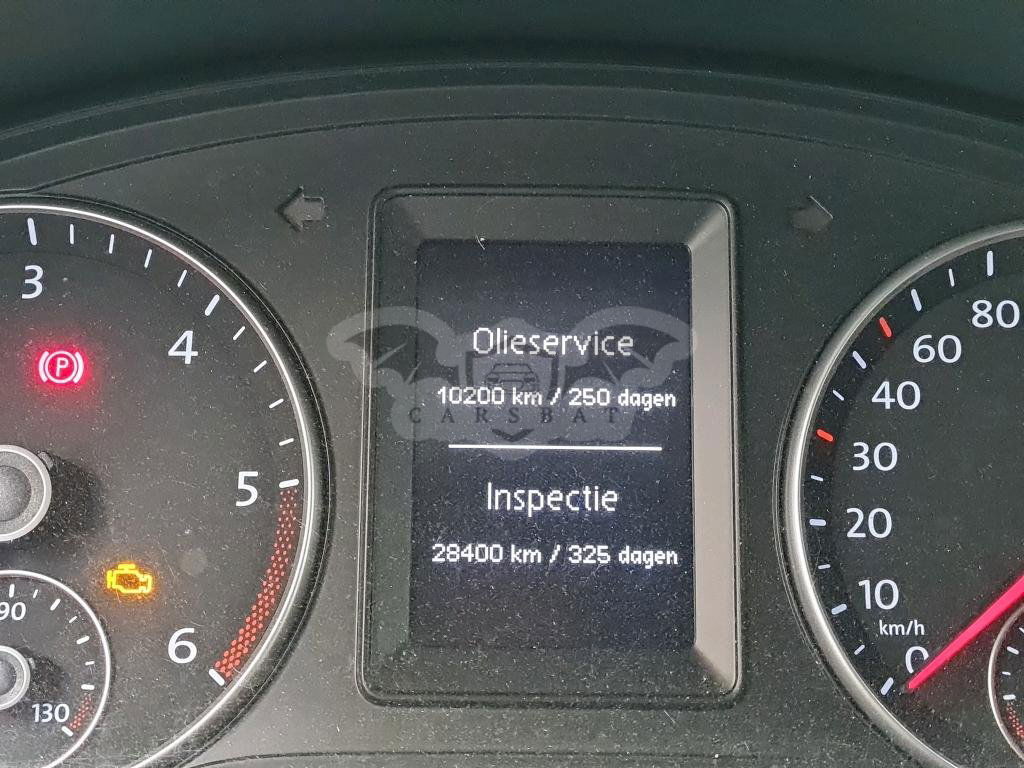 Olieservice
10200 km / 250 dagen
CARSBAT
Inspectie
28400 km / 325 dagen
3
4
5
6
P
90
130
80
60
40
30
20
10
km/h
0